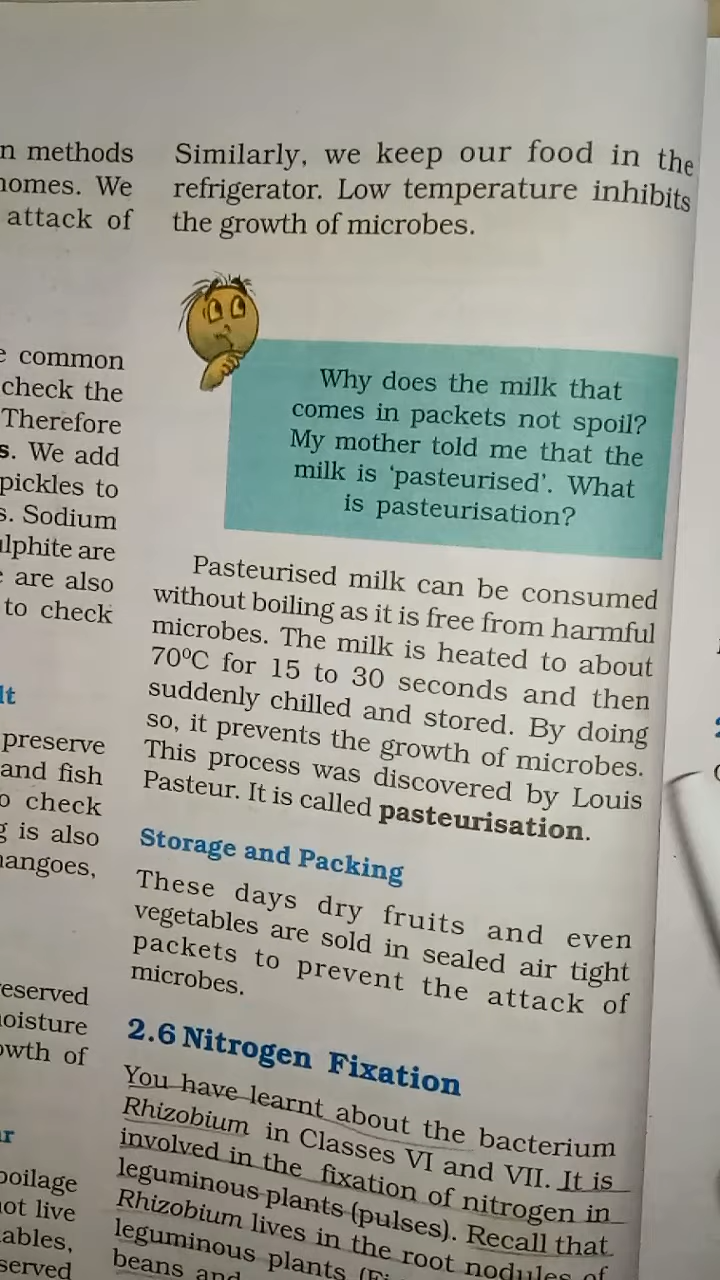 n methods
homes. We
attack of
common
check the
Therefore
s. We add
pickles to
s. Sodium
ulphite are
are also
to check
lt
preserve
and fish
o check
g is also
mangoes,
reserved
moisture
owth of
r
poilage
not live
ables,
served
Similarly, we keep our food in the
refrigerator. Low temperature inhibits
the growth of microbes.
Why does the milk that
comes in packets not spoil?
My mother told me that the
milk is ‘pasteurised’. What
is pasteurisation?
Pasteurised milk can be consumed
without boiling as it is free from harmful
microbes. The milk is heated to about
70⁰C for 15 to 30 seconds and then
suddenly chilled and stored. By doing
so, it prevents the growth of microbes.
This process was discovered by Louis
Pasteur. It is called pasteurisation.
Storage and Packing
These days dry fruits and even
vegetables are sold in sealed air tight
packets to prevent the attack of
microbes.
2.6 Nitrogen Fixation
You have learnt about the bacterium
Rhizobium in Classes VI and VII. It is
involved in the fixation of nitrogen in
leguminous plants (pulses). Recall that
Rhizobium lives in the root nodules of
leguminous plants
beans and